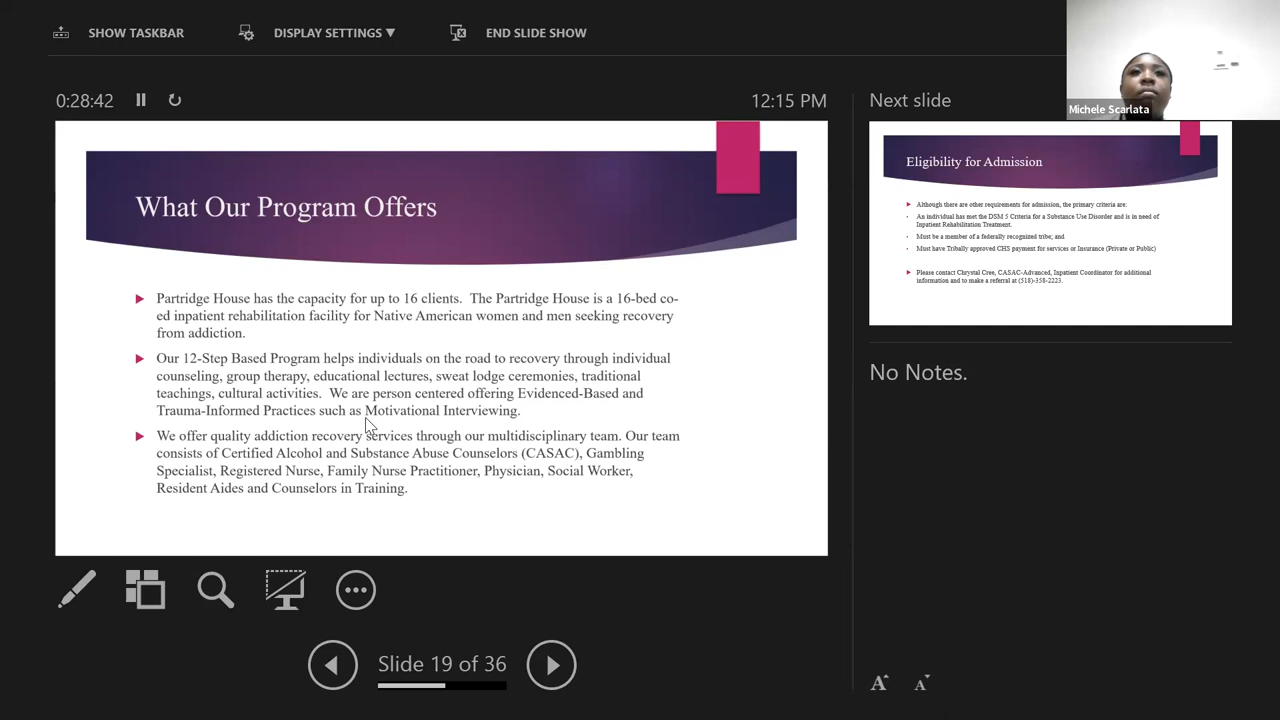 SHOW TASKBAR
DISPLAY SETTINGS ▼
END SLIDE SHOW
Michele Scarlata
0:28:42
12:15 PM
What Our Program Offers
Partridge House has the capacity for up to 16 clients.  The Partridge House is a 16-bed co-
ed inpatient rehabilitation facility for Native American women and men seeking recovery
from addiction.
Our 12-Step Based Program helps individuals on the road to recovery through individual
counseling, group therapy, educational lectures, sweat lodge ceremonies, traditional
teachings, cultural activities.  We are person centered offering Evidenced-Based and
Trauma-Informed Practices such as Motivational Interviewing.
We offer quality addiction recovery services through our multidisciplinary team. Our team
consists of Certified Alcohol and Substance Abuse Counselors (CASAC), Gambling
Specialist, Registered Nurse, Family Nurse Practitioner, Physician, Social Worker,
Resident Aides and Counselors in Training.
Slide 19 of 36
Next slide
Eligibility for Admission
Although there are other requirements for admission, the primary criteria are:
An individual has met the DSM 5 Criteria for a Substance Use Disorder and is in need of
Inpatient Rehabilitation Treatment.
Must be a member of a federally recognized tribe; and
Must have Tribally approved CHS payment for services or Insurance (Private or Public)
Please contact Chrystal Cree, CASAC-Advanced, Inpatient Coordinator for additional
information and to make a referral at (518)-358-2223.
No Notes.
A A